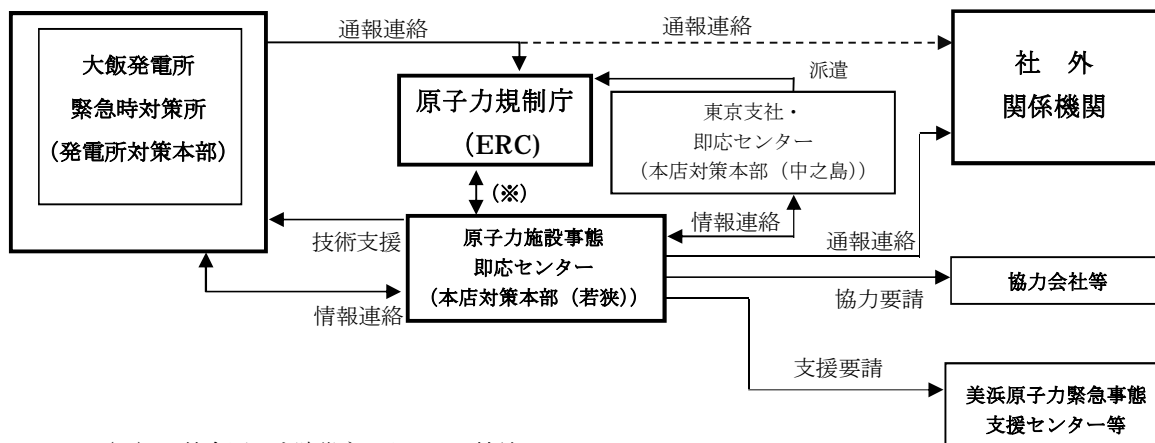 通報連絡
通報連絡
大飯発電所
緊急時対策所
(発電所対策本部)
社 外
関係機関
派遣
原子力規制庁
(ERC)
東京支社・
即応センター
(本店対策本部(中之島))
(※)
情報連絡
技術支援
原子力施設事態
即応センター
(本店対策本部(若狭))
通報連絡
情報連絡
協力会社等
協力要請
支援要請
美浜原子力緊急事態
支援センター等